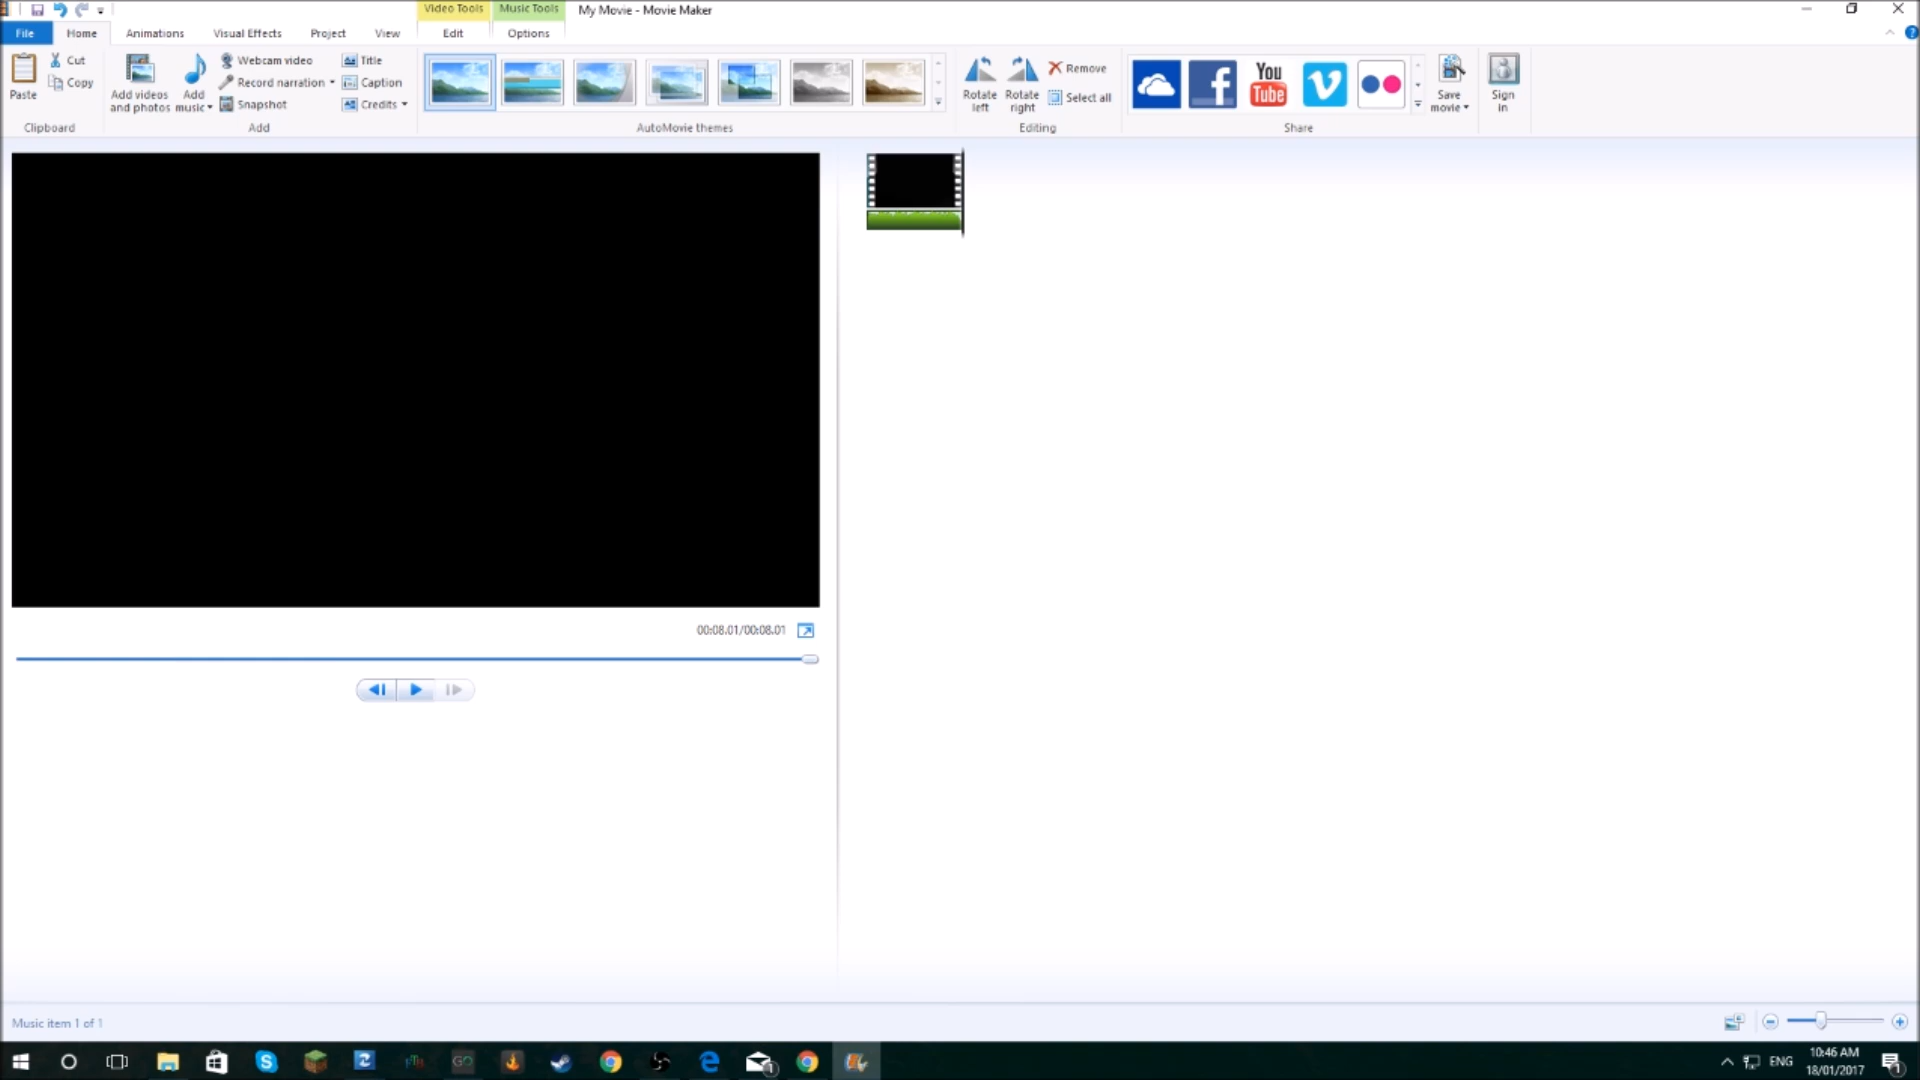 Video Tools
Music Tools
My Movie - Movie Maker
File
Home
Animations
Visual Effects
Project
View
Edit
Options
Paste
Cut
Copy
Clipboard
Add videos
and photos
Add
music
Webcam video
Record narration
Snapshot
Title
Caption
Credits
Add
AutoMovie themes
Rotate
left
Rotate
right
Remove
Select all
Editing
You
Tube
Share
Save
movie
Sign
in
00:08.01/00:08.01
Music item 1 of 1
GO
ENG
10:46 AM
18/01/2017